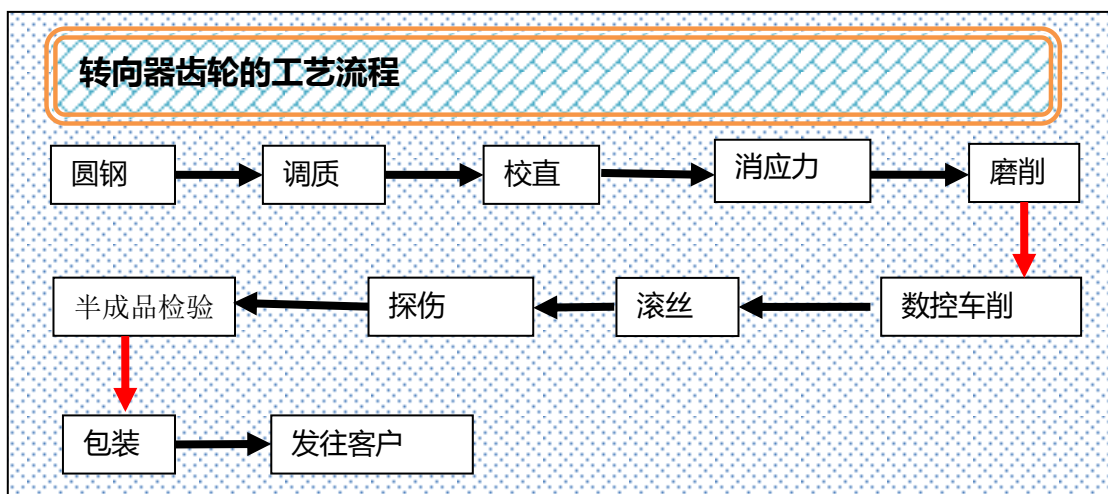 转向器齿轮的工艺流程
圆钢
调质
校直
消应力
磨削
数控车削
滚丝
探伤
半成品检验
包装
发往客户